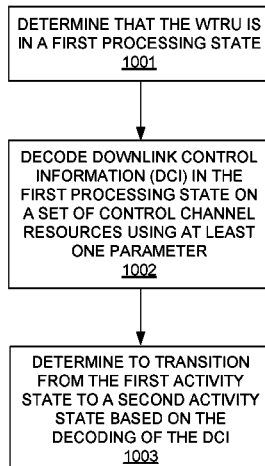 DETERMINE THAT THE WTRU IS
IN A FIRST PROCESSING STATE
1001
DECODE DOWNLINK CONTROL
INFORMATION (DCI) IN THE
FIRST PROCESSING STATE ON
A SET OF CONTROL CHANNEL
RESOURCES USING AT LEAST
ONE PARAMETER
1002
DETERMINE TO TRANSITION
FROM THE FIRST ACTIVITY
STATE TO A SECOND ACTIVITY
STATE BASED ON THE
DECODING OF THE DCI
1003